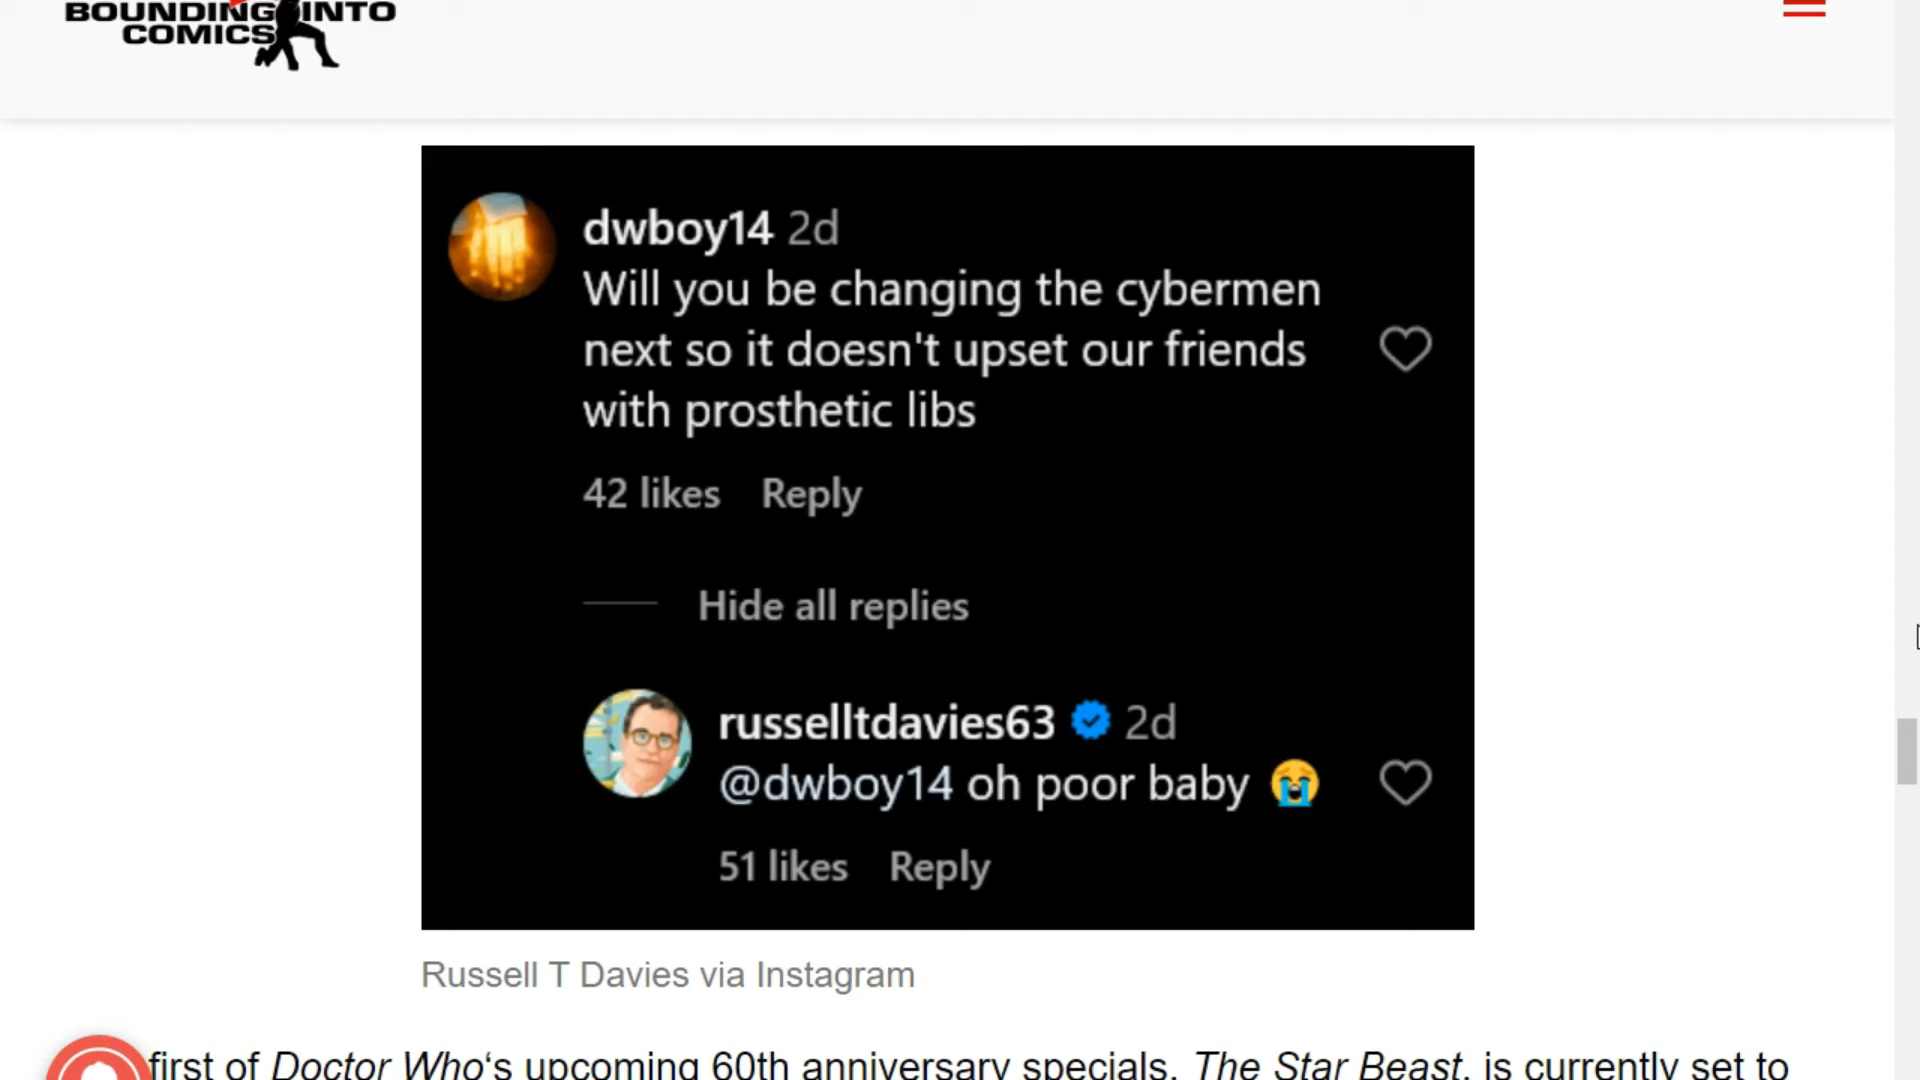 BOUNDING INTO
COMICS
dwboy14 2d
Will you be changing the cybermen
next so it doesn't upset our friends
with prosthetic libs
42 likes Reply
Hide all replies
russelltdavies63 2d
@dwboy14 oh poor baby 😭
51 likes Reply
Russell T Davies via Instagram
first of Doctor Who‘s upcoming 60th anniversary specials, The Star Beast, is currently set to